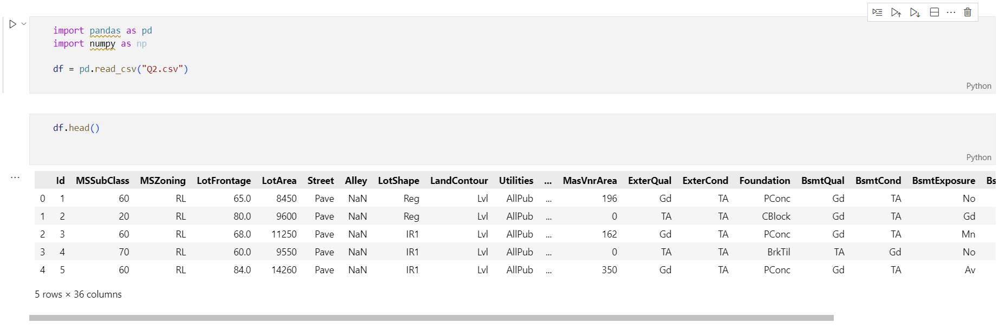 import pandas as pd
import numpy as np
df = pd.read_csv("Q2.csv")
Python
df.head()
Python
Id MSSubClass MSZoning LotFrontage LotArea Street Alley LotShape LandContour Utilities ... MasVnrArea ExterQual ExterCond Foundation BsmtQual BsmtCond BsmtExposure Bs
0 1 60 RL 65.0 8450 Pave NaN Reg Lvl AllPub ... 196 Gd TA PConc Gd TA No
1 2 20 RL 80.0 9600 Pave NaN Reg Lvl AllPub ... 0 TA TA CBlock Gd TA Gd
2 3 60 RL 68.0 11250 Pave NaN IR1 Lvl AllPub ... 162 Gd TA PConc Gd TA Mn
3 4 70 RL 60.0 9550 Pave NaN IR1 Lvl AllPub ... 0 TA TA BrkTil TA Gd No
4 5 60 RL 84.0 14260 Pave NaN IR1 Lvl AllPub ... 350 Gd TA PConc Gd TA Av
5 rows × 36 columns